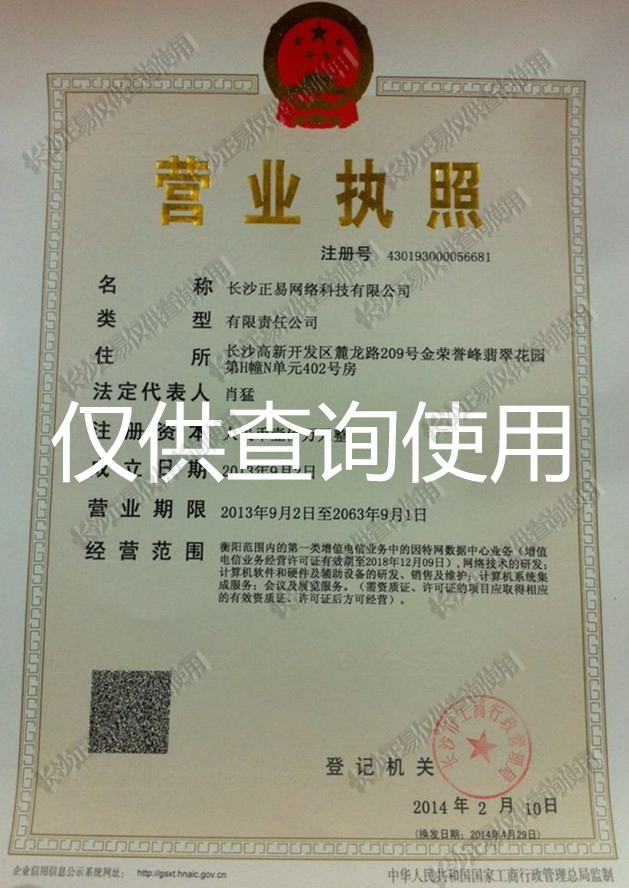 营业执照
注册号 430193000056681
名称 长沙正易网络科技有限公司
类型 有限责任公司
住所 长沙高新开发区麓龙路209号金荣誉峰翡翠花园
第H幢N单元402号房
法定代表人 肖猛
仅供查询使用
注册资本
成立日期 2013年9月2日
营业期限 2013年9月2日至2063年9月1日
经营范围 衡阳范围内的第一类增值电信业务中的因特网数据中心业务（增值
电信业务经营许可证有效期至2018年12月09日），网络技术的研发；
计算机软件和硬件及辅助设备的研发、销售及维护；计算机系统集
成服务；会议及展览服务。（需资质证、许可证的项目应取得相应
的有效资质证、许可证后方可经营）。
长沙市工商行政管理局
登记机关
2014年2月10日
（换发日期：2014年4月29日）
企业信用信息公示系统网址： http://gsxt.hnaic.gov.cn
中华人民共和国国家工商行政管理总局监制
长沙正易仅供查询使用